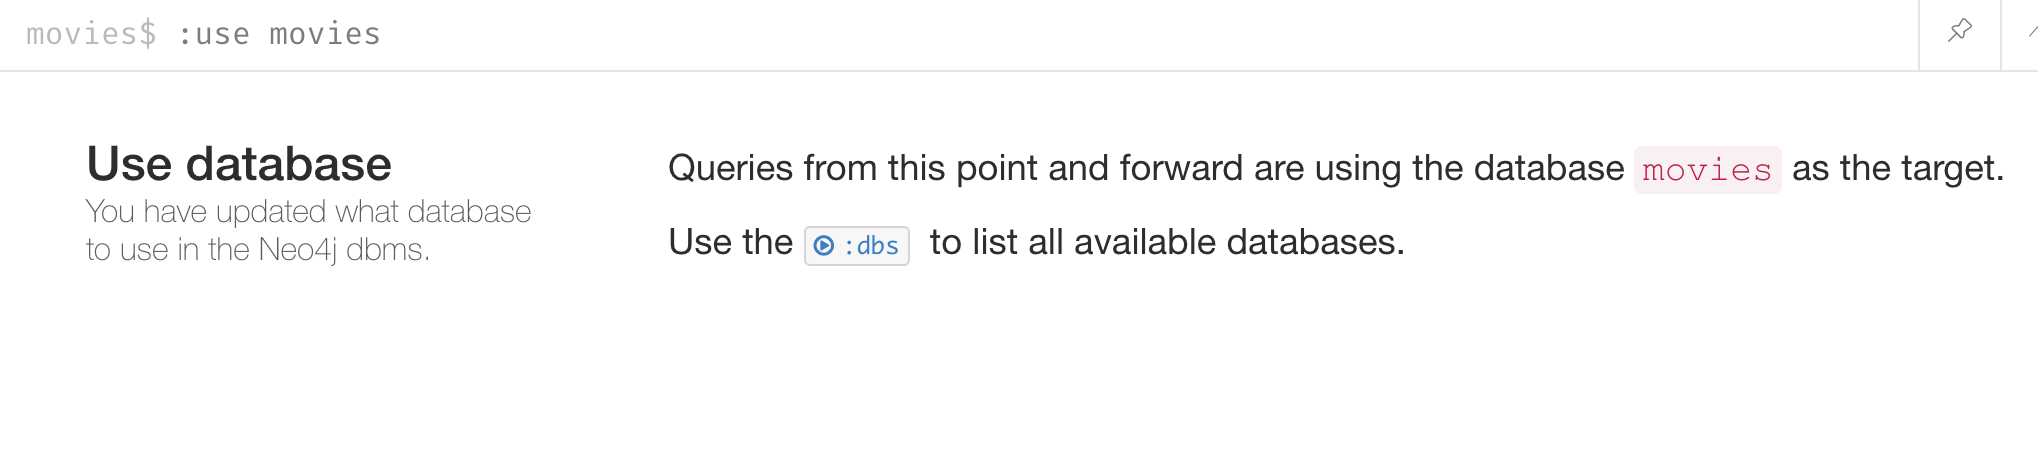 movies$ :use movies
Use database
You have updated what database
to use in the Neo4j dbms.
Queries from this point and forward are using the database movies as the target.
Use the :dbs to list all available databases.